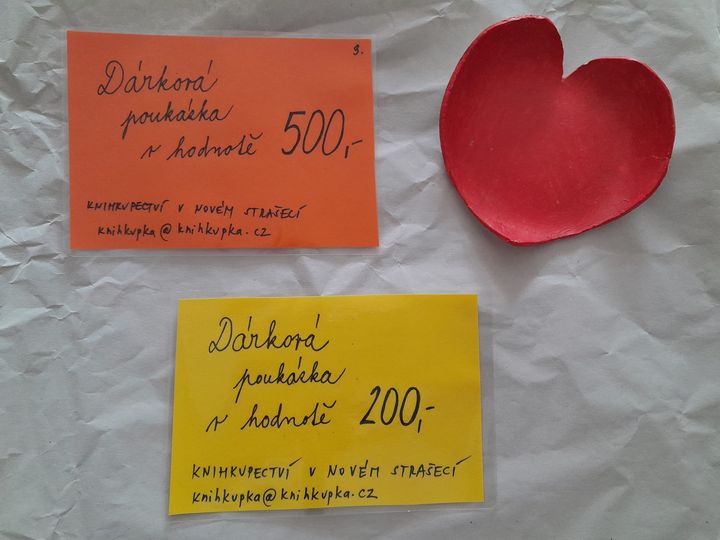 9.
Dárková
poukázka
v hodnotě 500,-
KNIHKUPECTVÍ V NOVÉM STRAŠECÍ
knihkupka@knihkupka.cz
Dárková
poukázka
v hodnotě 200,-
KNIHKUPECTVÍ V NOVÉM STRAŠECÍ
knihkupka@knihkupka.cz